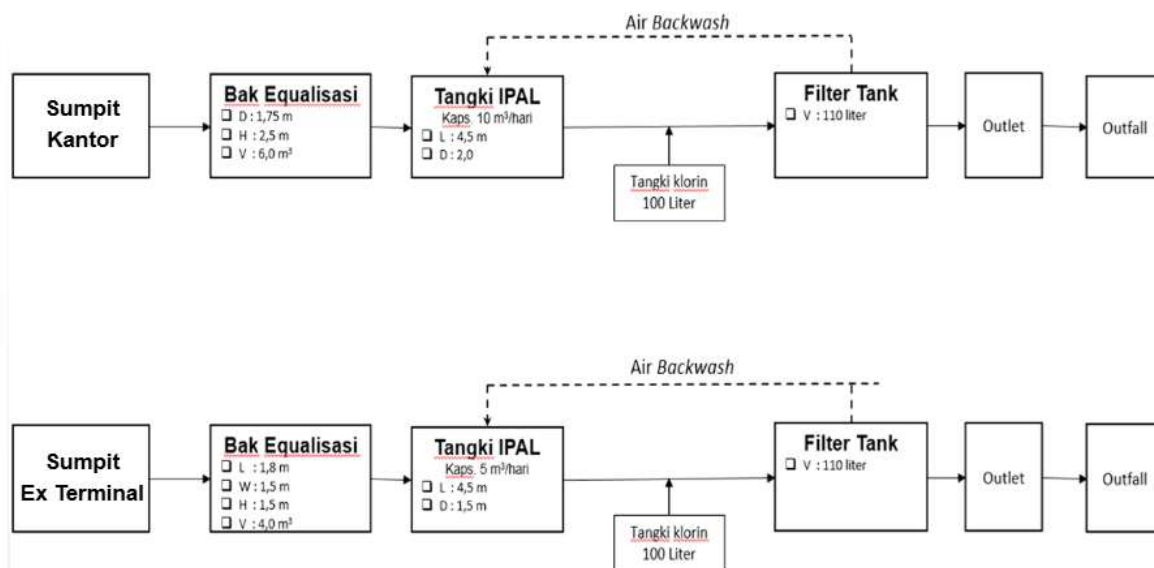 Air Backwash
Sumpit
Kantor
Bak Equalisasi
❑ D : 1,75 m
❑ H : 2,5 m
❑ V : 6,0 m³
Tangki IPAL
Kaps. 10 m³/hari
❑ L : 4,5 m
❑ D : 2,0
Tangki klorin
100 Liter
Filter Tank
❑ V : 110 liter
Outlet
Outfall
Air Backwash
Sumpit
Ex Terminal
Bak Equalisasi
❑ L : 1,8 m
❑ W : 1,5 m
❑ H : 1,5 m
❑ V : 4,0 m³
Tangki IPAL
Kaps. 5 m³/hari
❑ L : 4,5 m
❑ D : 1,5 m
Tangki klorin
100 Liter
Filter Tank
❑ V : 110 liter
Outlet
Outfall